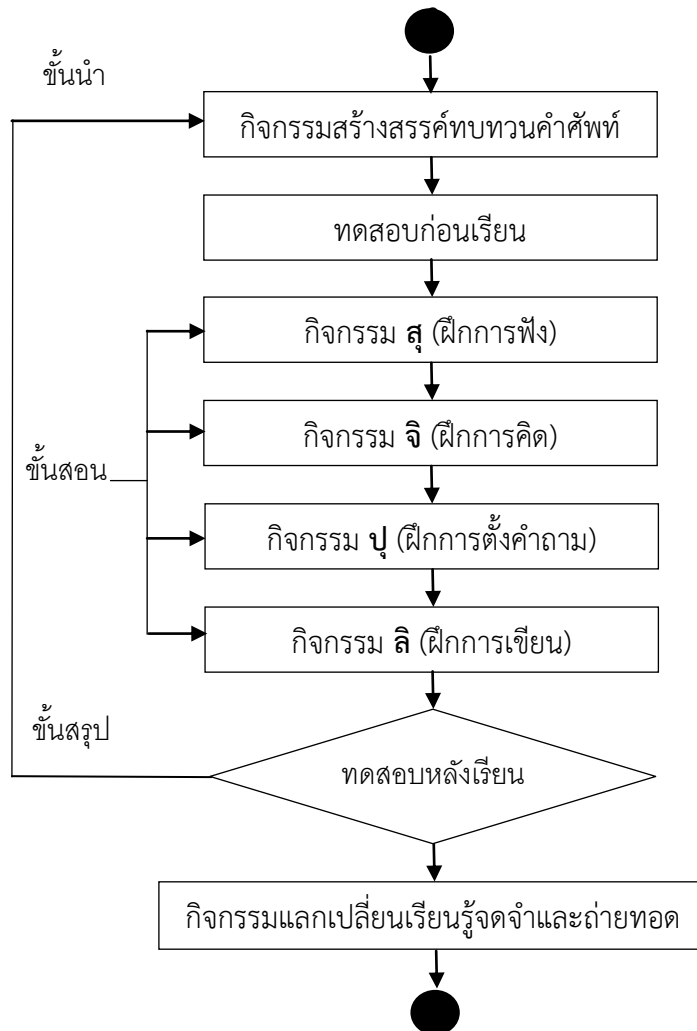 ขั้นนำ
กิจกรรมสร้างสรรค์ทบทวนคำศัพท์
ทดสอบก่อนเรียน
กิจกรรม สุ (ฝึกการฟัง)
กิจกรรม จิ (ฝึกการคิด)
ขั้นสอน
กิจกรรม ปุ (ฝึกการตั้งคำถาม)
กิจกรรม ลิ (ฝึกการเขียน)
ขั้นสรุป
ทดสอบหลังเรียน
กิจกรรมแลกเปลี่ยนเรียนรู้จดจำและถ่ายทอด